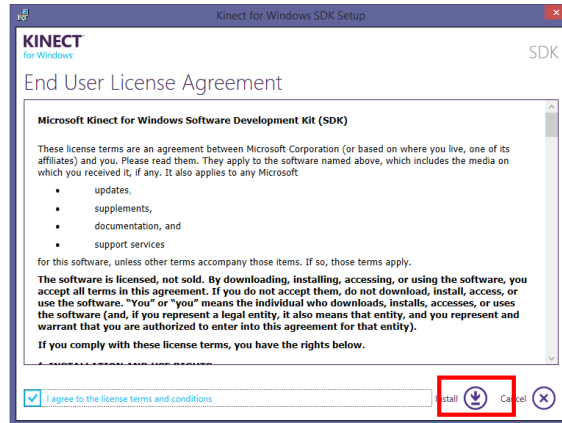 Kinect for Windows SDK Setup
KINECT
for Windows
SDK
End User License Agreement
Microsoft Kinect for Windows Software Development Kit (SDK)
These license terms are an agreement between Microsoft Corporation (or based on where you live, one of its
affiliates) and you. Please read them. They apply to the software named above, which includes the media on
which you received it, if any. It also applies to any Microsoft
• updates,
• supplements,
• documentation, and
• support services
for this software, unless other terms accompany those items. If so, those terms apply.
The software is licensed, not sold. By downloading, installing, accessing, or using the software, you
accept all terms in this agreement. If you do not accept them, do not download, install, access, or
use the software. “You” or “you” means the individual who downloads, installs, accesses, or uses
the software (and, if you represent a legal entity, it also means that entity, and you represent and
warrant that you are authorized to enter into this agreement for that entity).
If you comply with these license terms, you have the rights below.
I agree to the license terms and conditions
Install
Cancel